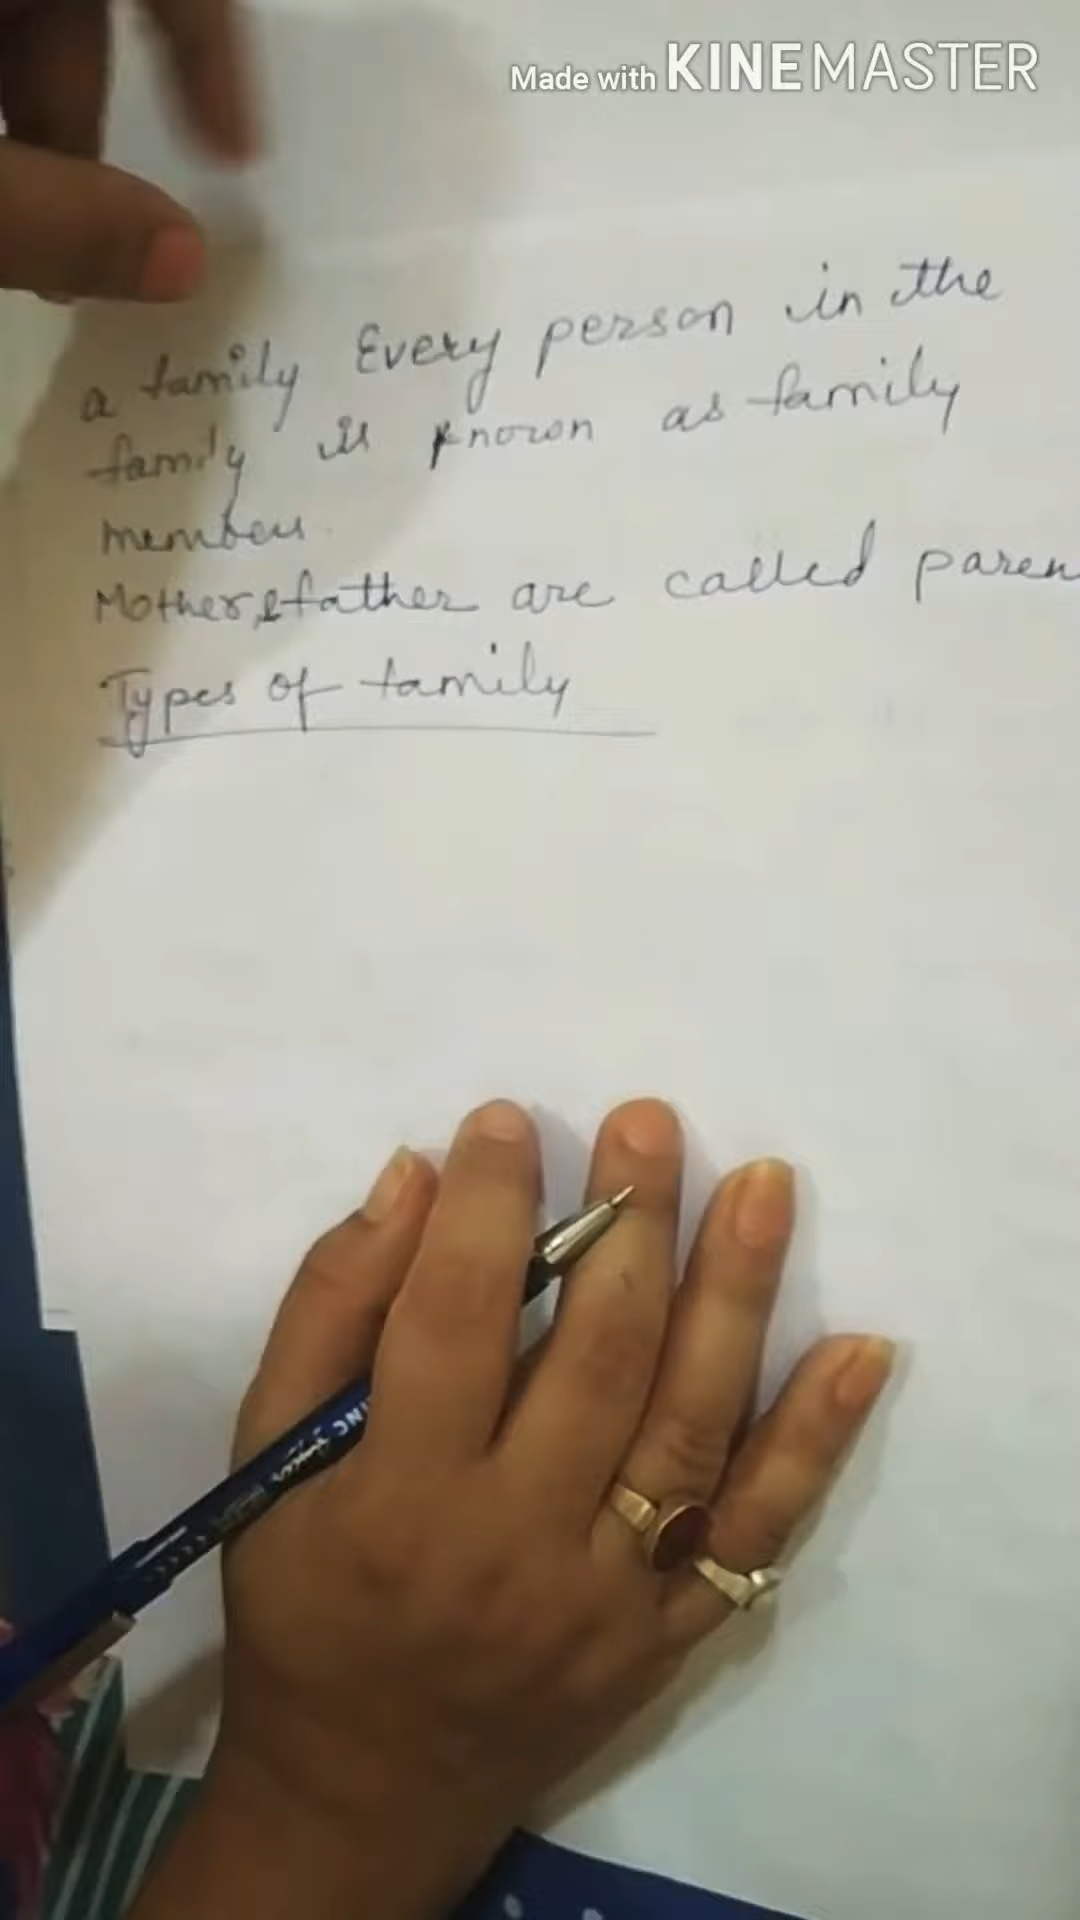 Made with KINEMASTER
a family Every person in the
family is known as family
members.
Mother & father are called paren
Types of family